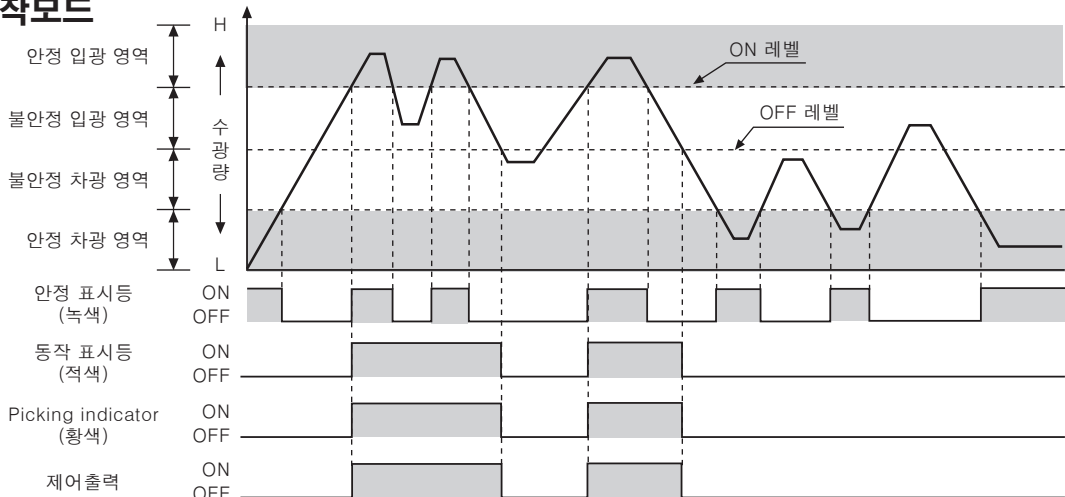 작모드
H
안정 입광 영역
불안정 입광 영역
불안정 차광 영역
안정 차광 영역
수광량
L
ON 레벨
OFF 레벨
안정 표시등
(녹색)
ON
OFF
동작 표시등
(적색)
ON
OFF
Picking indicator
(황색)
ON
OFF
제어출력
ON
OFF